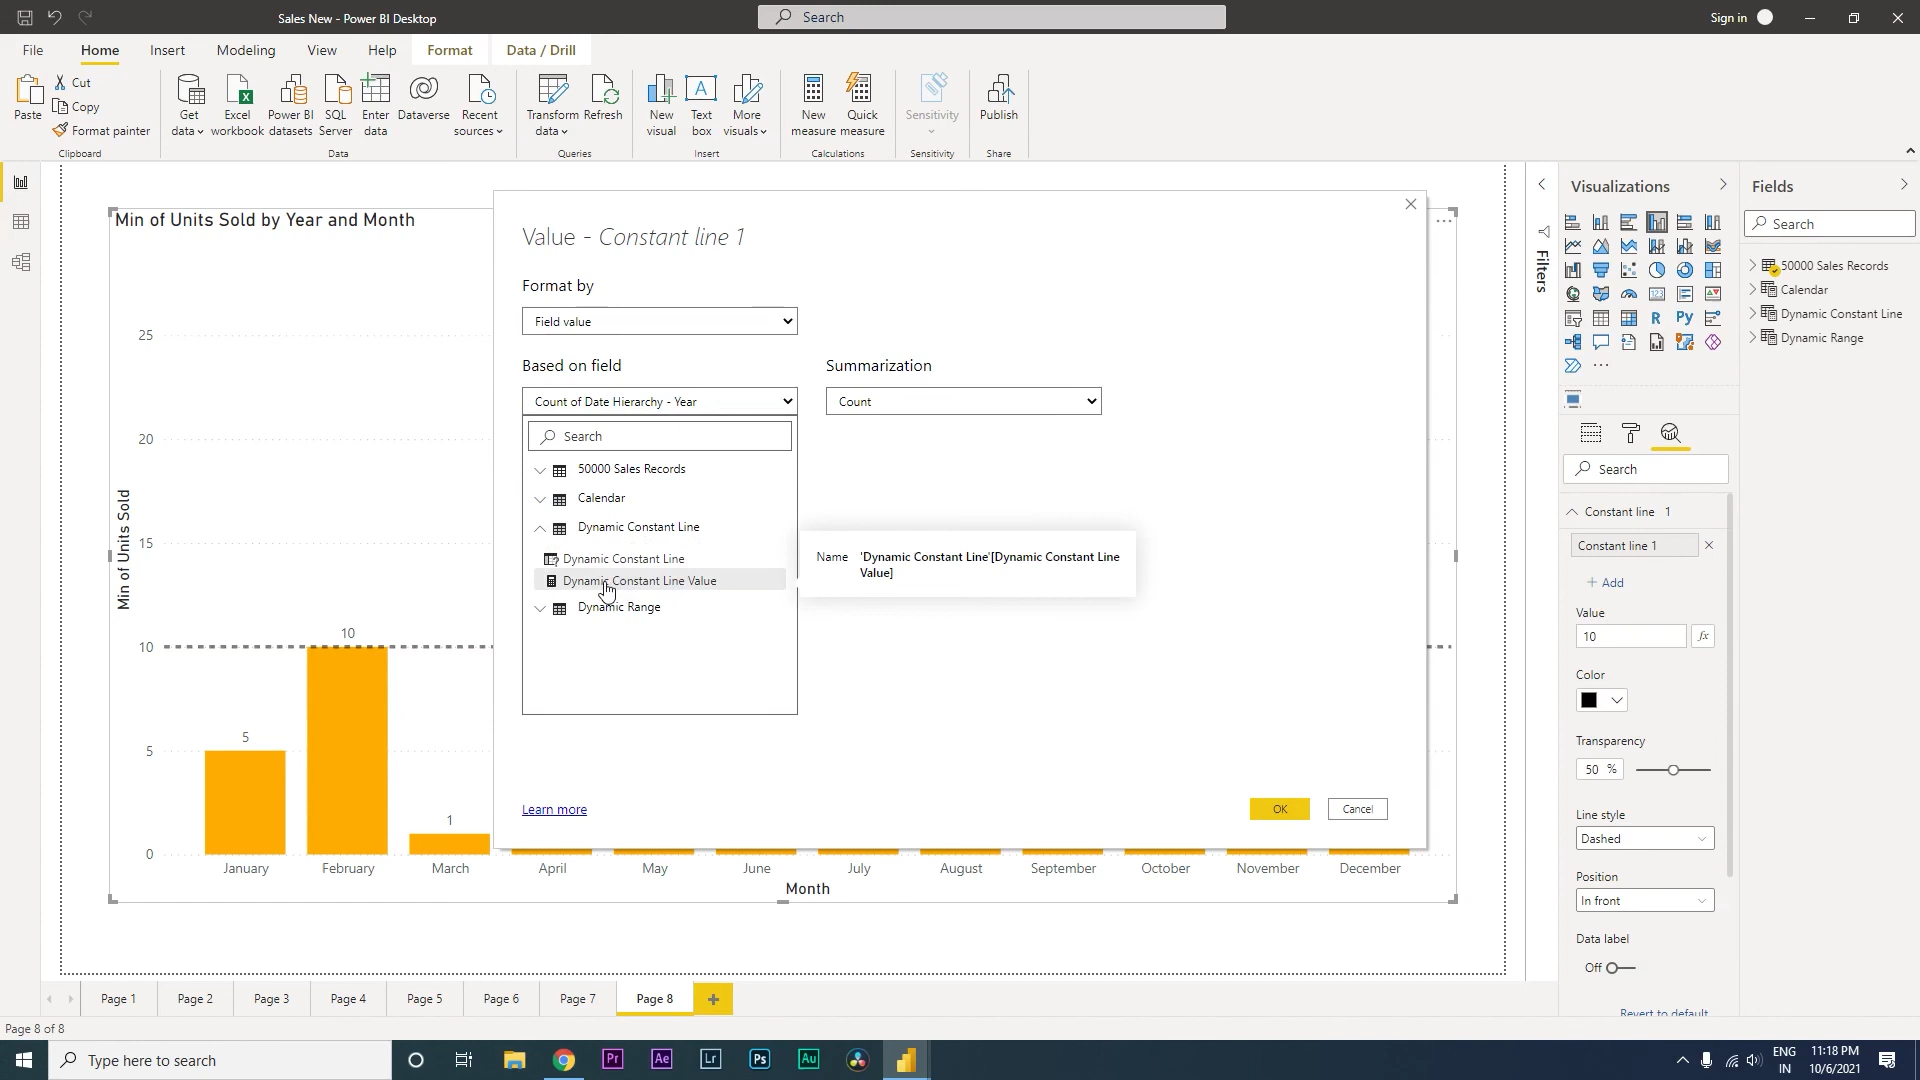 Sales New - Power BI Desktop
Search
Sign in
File
Home
Insert
Modeling
View
Help
Format
Data / Drill
Paste
Cut
Copy
Format painter
Clipboard
Get data
Excel workbook
Power BI datasets
SQL Server
Enter data
Dataverse
Recent sources
Data
Transform data
Refresh
Queries
New visual
A
Text box
More visuals
Insert
New measure
Quick measure
Calculations
Sensitivity
Sensitivity
Publish
Share
Min of Units Sold by Year and Month
Min of Units Sold
25
20
15
10
5
0
5
10
1
January
February
March
April
May
June
July
August
September
October
November
December
Month
Value - Constant line 1
Format by
Field value
Based on field
Count of Date Hierarchy - Year
Summarization
Count
Search
50000 Sales Records
Calendar
Dynamic Constant Line
Dynamic Constant Line
Dynamic Constant Line Value
Dynamic Range
Name 'Dynamic Constant Line'[Dynamic Constant Line
Value]
Learn more
OK
Cancel
Filters
Visualizations
123
R
Py
Search
Constant line 1
Constant line 1
+ Add
Value
10
fx
Color
Transparency
50 %
Line style
Dashed
Position
In front
Data label
Off
Revert to default
Fields
Search
50000 Sales Records
Calendar
Dynamic Constant Line
Dynamic Range
Page 1
Page 2
Page 3
Page 4
Page 5
Page 6
Page 7
Page 8
+
Page 8 of 8
Type here to search
Pr
Ae
Lr
Ps
Au
ENG
IN
11:18 PM
10/6/2021